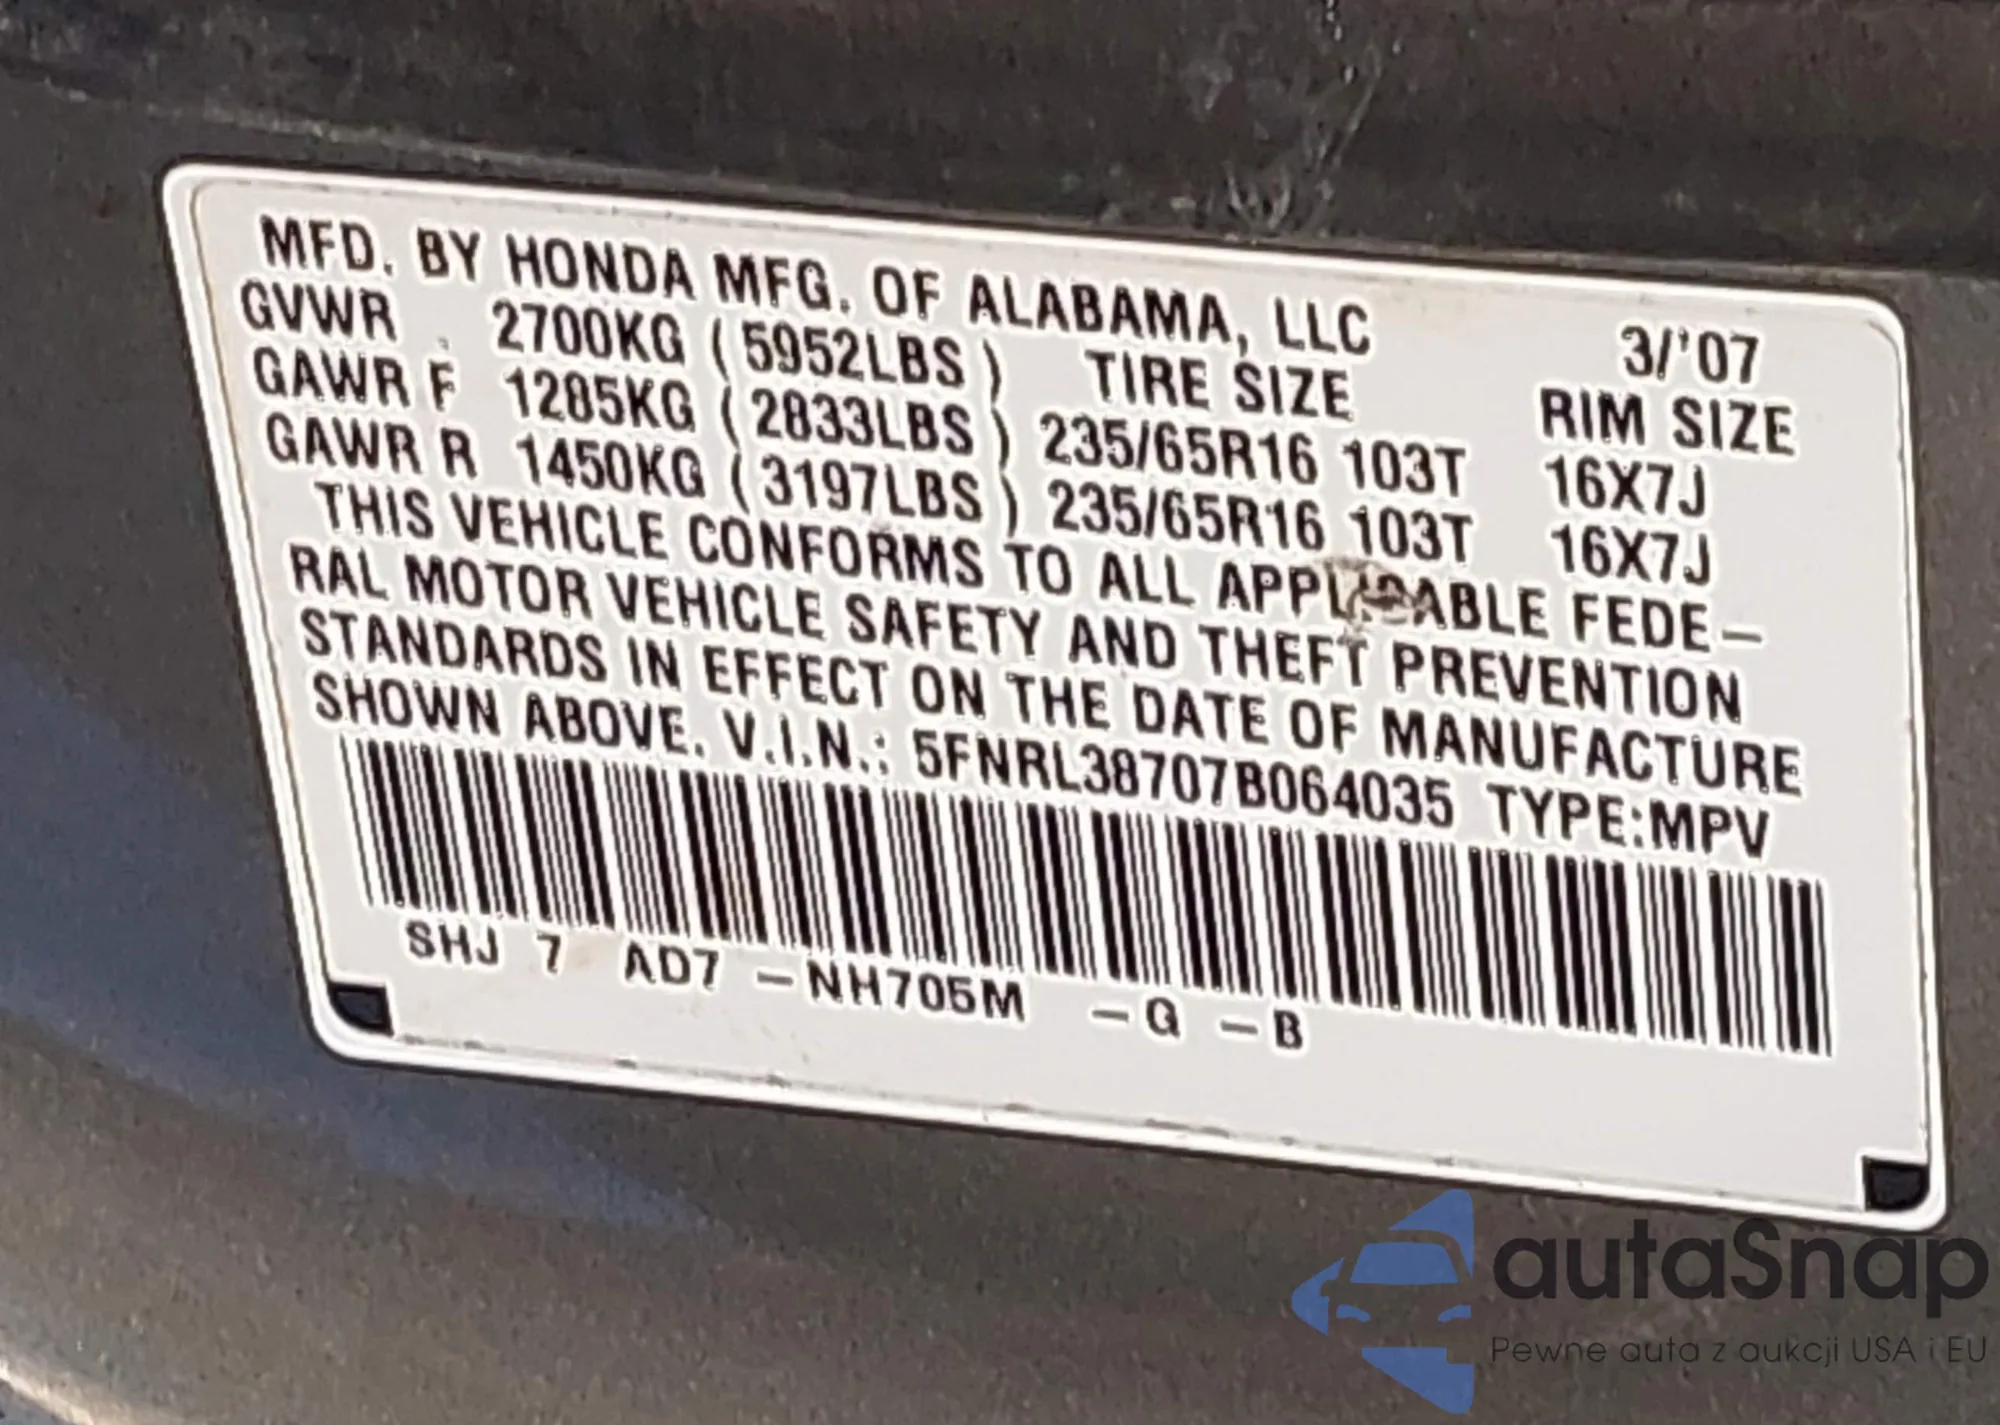 MFD. BY HONDA MFG. OF ALABAMA, LLC 3/'07
GVWR 2700KG (5952LBS) TIRE SIZE RIM SIZE
GAWR F 1285KG (2833LBS) 235/65R16 103T 16X7J
GAWR R 1450KG (3197LBS) 235/65R16 103T 16X7J
THIS VEHICLE CONFORMS TO ALL APPLICABLE FEDE–
RAL MOTOR VEHICLE SAFETY AND THEFT PREVENTION
STANDARDS IN EFFECT ON THE DATE OF MANUFACTURE
SHOWN ABOVE. V.I.N.: 5FNRL38707B064035 TYPE:MPV
SHJ 7 AD7 –NH705M –G –B
autaSnap
Pewne auta z aukcji USA i EU